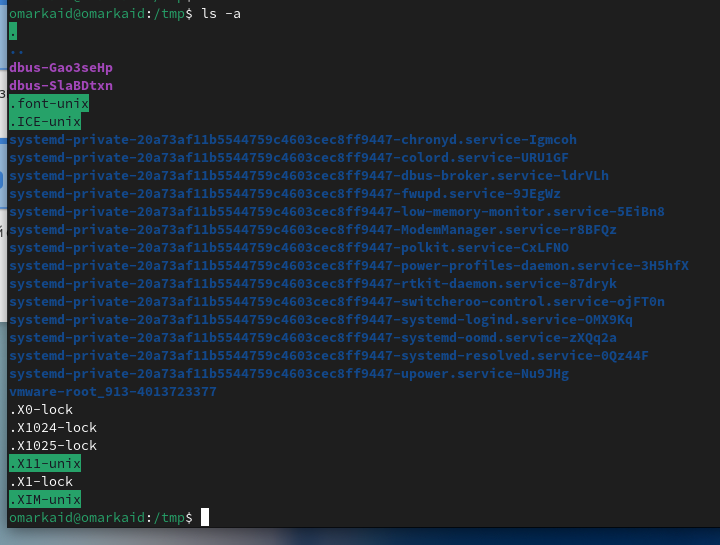 omarkaid@omarkaid:/tmp$ ls -a
.
..
dbus-Gao3seHp
dbus-SlaBDtxn
.font-unix
.ICE-unix
systemd-private-20a73af11b5544759c4603cec8ff9447-chronyd.service-Igmcoh
systemd-private-20a73af11b5544759c4603cec8ff9447-colord.service-URU1GF
systemd-private-20a73af11b5544759c4603cec8ff9447-dbus-broker.service-ldrVLh
systemd-private-20a73af11b5544759c4603cec8ff9447-fwupd.service-9JEgWz
systemd-private-20a73af11b5544759c4603cec8ff9447-low-memory-monitor.service-5EiBn8
systemd-private-20a73af11b5544759c4603cec8ff9447-ModemManager.service-r8BFQz
systemd-private-20a73af11b5544759c4603cec8ff9447-polkit.service-CxLFNO
systemd-private-20a73af11b5544759c4603cec8ff9447-power-profiles-daemon.service-3H5hfX
systemd-private-20a73af11b5544759c4603cec8ff9447-rtkit-daemon.service-87dryk
systemd-private-20a73af11b5544759c4603cec8ff9447-switcheroo-control.service-ojFT0n
systemd-private-20a73af11b5544759c4603cec8ff9447-systemd-logind.service-OMX9Kq
systemd-private-20a73af11b5544759c4603cec8ff9447-systemd-oomd.service-zXQq2a
systemd-private-20a73af11b5544759c4603cec8ff9447-systemd-resolved.service-0Qz44F
systemd-private-20a73af11b5544759c4603cec8ff9447-upower.service-Nu9JHg
vmware-root_913-4013723377
.X0-lock
.X1024-lock
.X1025-lock
.X11-unix
.X1-lock
.XIM-unix
omarkaid@omarkaid:/tmp$